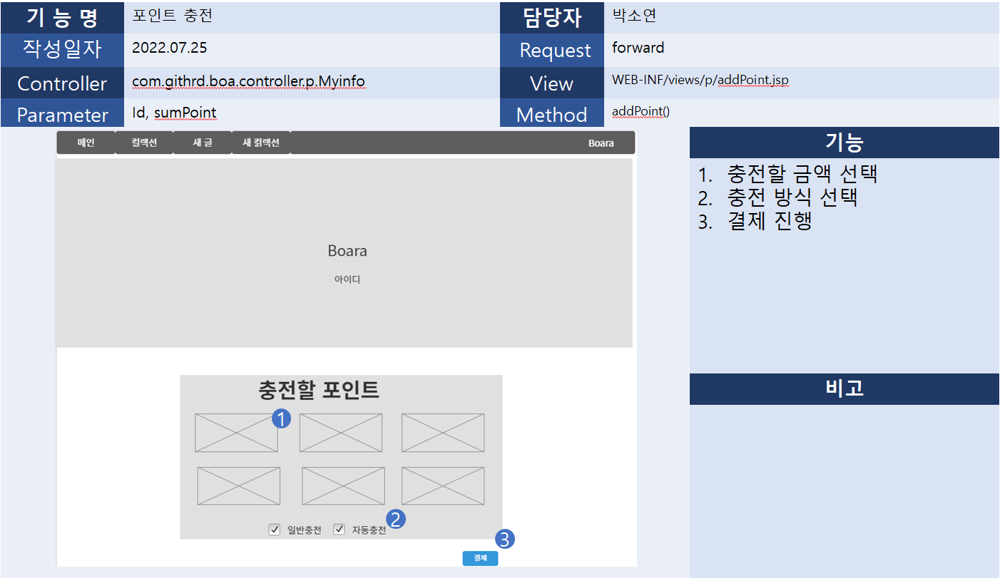 기 능 명 포인트 충전 담당자 박소연
작성일자 2022.07.25 Request forward
Controller com.githrd.boa.controller.p.Myinfo View WEB-INF/views/p/addPoint.jsp
Parameter Id, sumPoint Method addPoint()
메인 컬렉션 새 글 새 컭렉션 Boara
Boara
아이디
충전할 포인트
1
2
일반충전 자동충전
3
결제
기능
1. 충전할 금액 선택
2. 충전 방식 선택
3. 결제 진행
비고